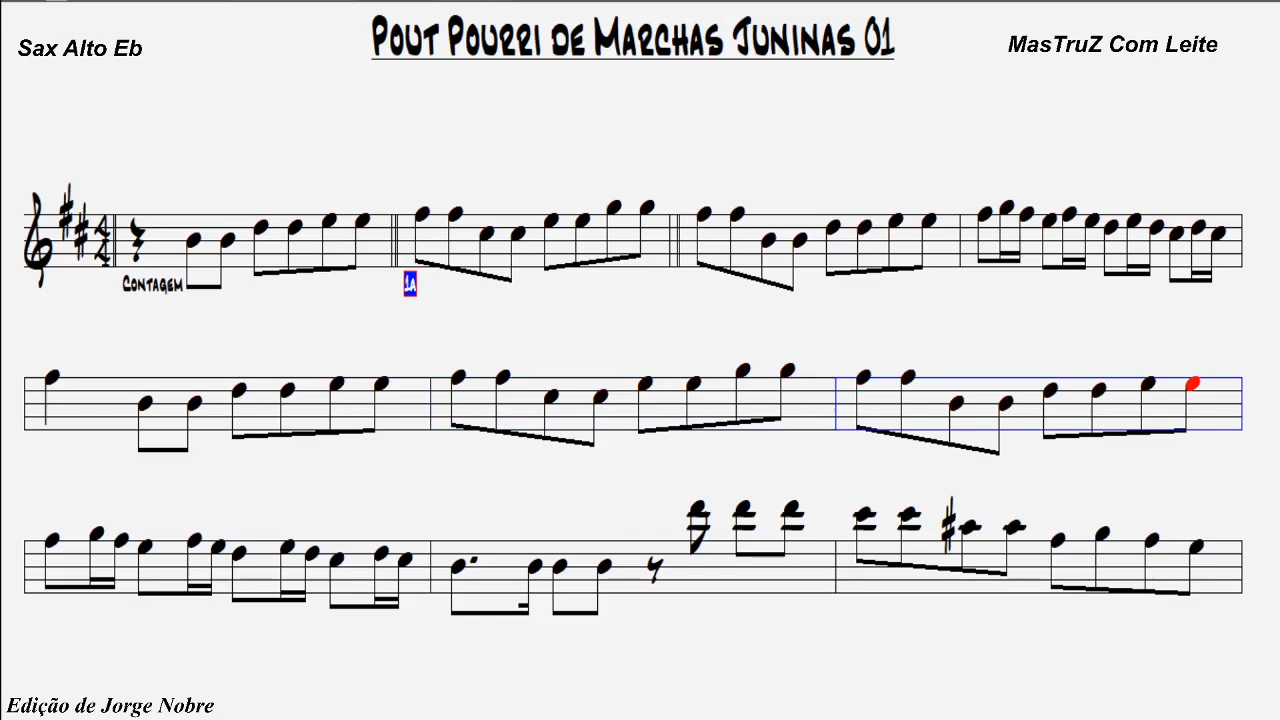 Pout Pourri de Marchas Juninas 01
Sax Alto Eb
MasTruZ Com Leite
Contagem
1A
Edição de Jorge Nobre